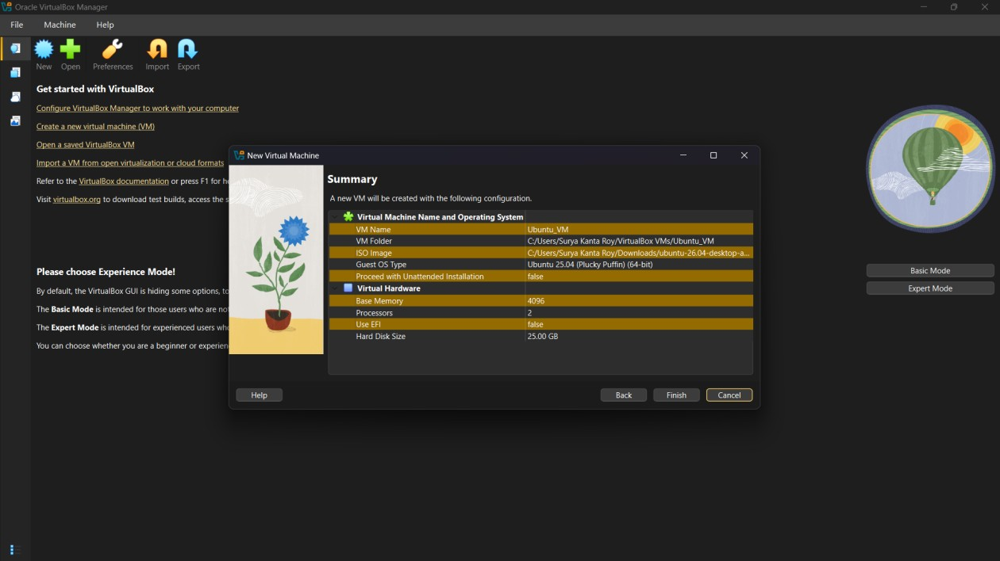 Oracle VirtualBox Manager
File Machine Help
New Open Preferences Import Export
Get started with VirtualBox
Configure VirtualBox Manager to work with your computer
Create a new virtual machine (VM)
Open a saved VirtualBox VM
Import a VM from open virtualization or cloud formats
Refer to the VirtualBox documentation or press F1 for
Visit virtualbox.org to download test builds, access the
Please choose Experience Mode!
By default, the VirtualBox GUI is hiding some options,
The Basic Mode is intended for those users who are
The Expert Mode is intended for experienced users
You can choose whether you are a beginner or
Basic Mode
Expert Mode
New Virtual Machine
Summary
A new VM will be created with the following configuration.
Virtual Machine Name and Operating System
VM Name Ubuntu_VM
VM Folder C:/Users/Surya Kanta Roy/VirtualBox VMs/Ubuntu_VM
ISO Image C:/Users/Surya Kanta Roy/Downloads/ubuntu-26.04-desktop-a...
Guest OS Type Ubuntu 25.04 (Plucky Puffin) (64-bit)
Proceed with Unattended Installation false
Virtual Hardware
Base Memory 4096
Processors 2
Use EFI false
Hard Disk Size 25.00 GB
Help Back Finish Cancel